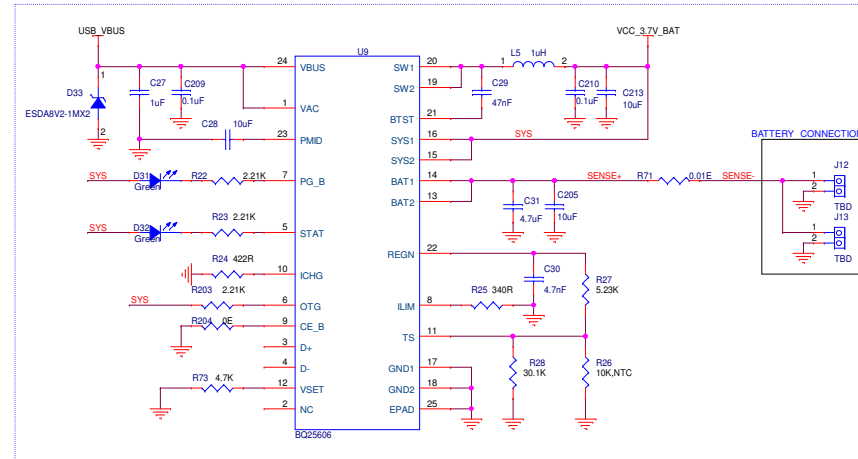 USB_VBUS
VCC_3.7V_BAT
U9
24 VBUS
SW1 20
1 L5 1uH 2
SW2 19
1
D33
ESDA8V2-1MX2
2
C27
1uF
C209
0.1uF
C29
47nF
C210
0.1uF
C213
10uF
1 VAC
BTST 21
C28 10uF
23 PMID
SYS1 16
SYS
SYS2 15
BATTERY CONNECTION
SYS
D31
Green
R22 2.21K
7 PG_B
BAT1 14
SENSE+
R71 0.01E
SENSE-
BAT2 13
C31
4.7uF
C205
10uF
J12
1
2
TBD
J13
1
2
TBD
SYS
D32
Green
R23 2.21K
5 STAT
REGN 22
R24 422R
10 ICHG
C30
4.7nF
R27
5.23K
SYS
R203 2.21K
6 OTG
ILIM 8
R25 340R
R204 0E
9 CE_B
TS 11
3 D+
4 D-
GND1 17
R28
30.1K
R26
10K,NTC
R73 4.7K
12 VSET
GND2 18
2 NC
EPAD 25
BQ25606